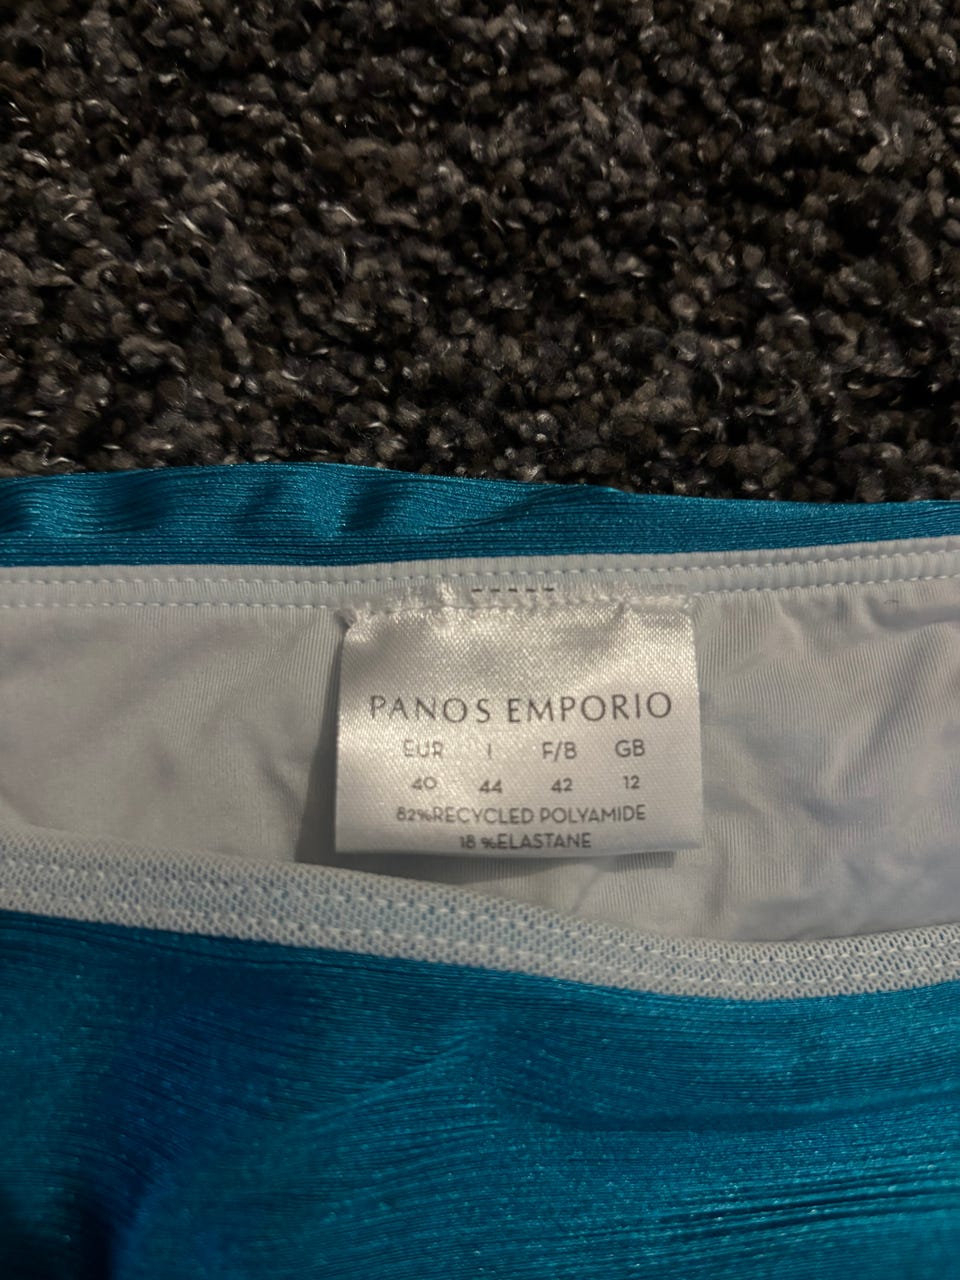 PANOS EMPORIO
EUR I F/B GB
40 44 42 12
82%RECYCLED POLYAMIDE
18 %ELASTANE